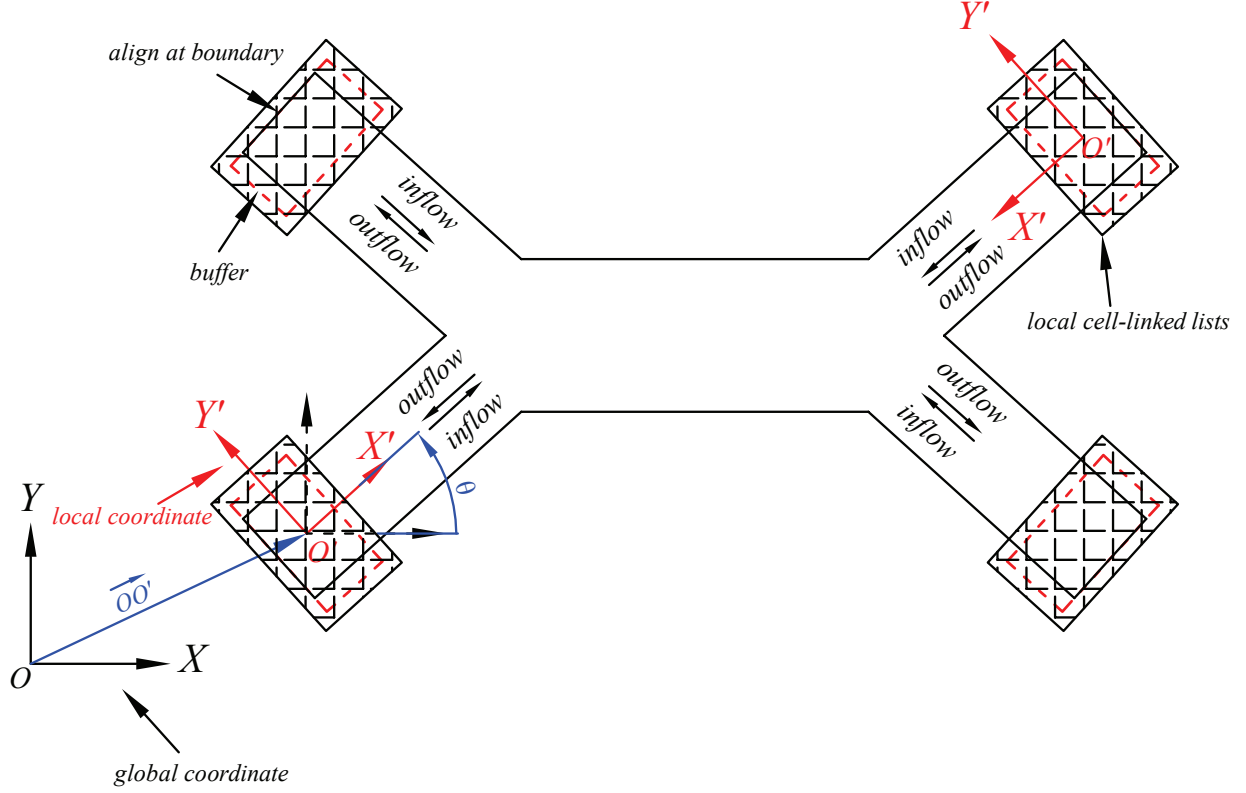 Y'
align at boundary
O'
inflow
outflow
inflow
outflow
X'
buffer
local cell-linked lists
outflow
inflow
outflow
inflow
Y'
X'
θ
Y
local coordinate
O
OO'
O
X
global coordinate